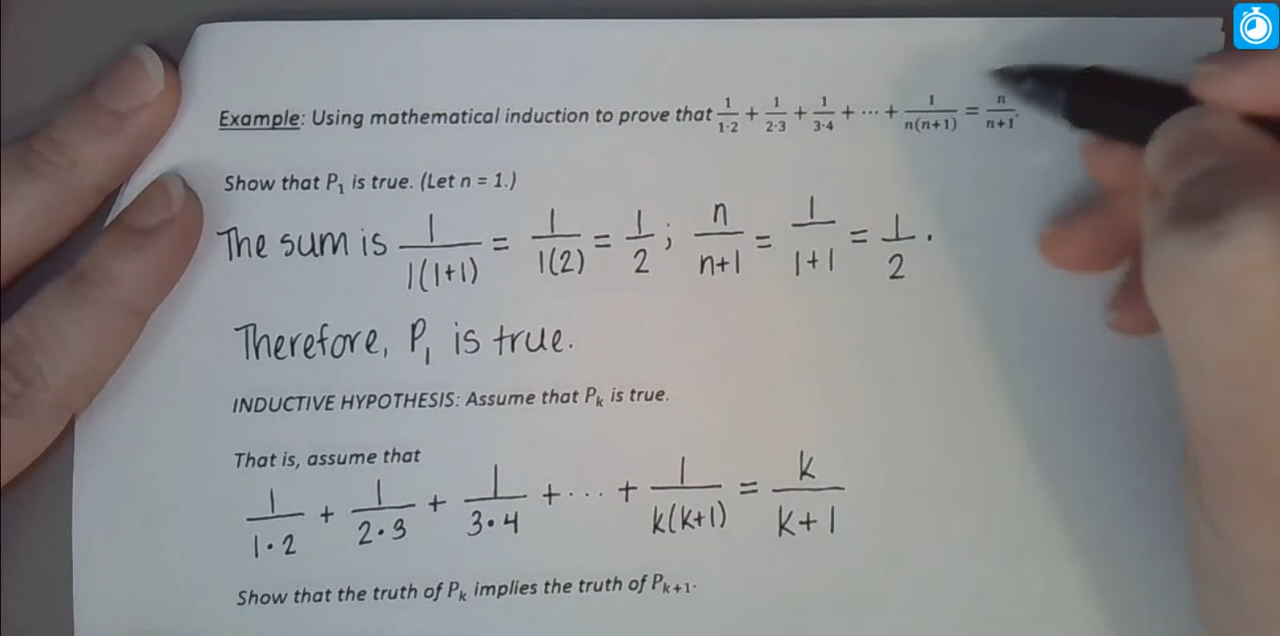 Example: Using mathematical induction to prove that 1/(1·2) + 1/(2·3) + 1/(3·4) + ··· + 1/(n(n+1)) = n/(n+1).
Show that P₁ is true. (Let n = 1.)
The sum is 1/(1(1+1)) = 1/(1(2)) = 1/2; n/(n+1) = 1/(1+1) = 1/2.
Therefore, P₁ is true.
INDUCTIVE HYPOTHESIS: Assume that Pₖ is true.
That is, assume that
1/(1·2) + 1/(2·3) + 1/(3·4) + ··· + 1/(k(k+1)) = k/(k+1)
Show that the truth of Pₖ implies the truth of Pₖ₊₁.